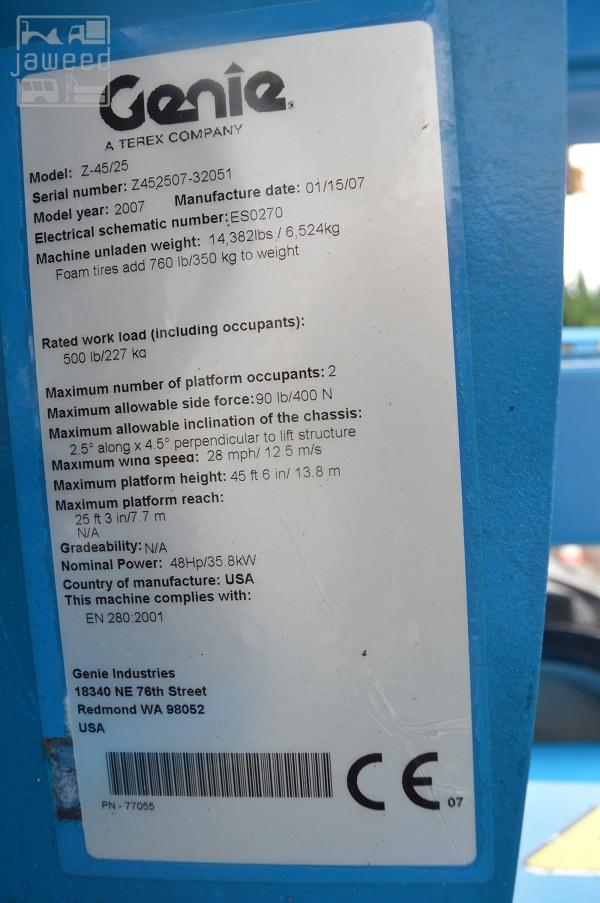 jaweed
Genie
A TEREX COMPANY
Model: Z-45/25
Serial number: Z452507-32051
Model year: 2007 Manufacture date: 01/15/07
Electrical schematic number: ES0270
Machine unladen weight: 14,382lbs / 6,524kg
Foam tires add 760 lb/350 kg to weight
Rated work load (including occupants):
500 lb/227 kg
Maximum number of platform occupants: 2
Maximum allowable side force: 90 lb/400 N
Maximum allowable inclination of the chassis:
2.5° along x 4.5° perpendicular to lift structure
Maximum wind speed: 28 mph/ 12.5 m/s
Maximum platform height: 45 ft 6 in/ 13.8 m
Maximum platform reach:
25 ft 3 in/7.7 m
N/A
Gradeability: N/A
Nominal Power: 48Hp/35.8kW
Country of manufacture: USA
This machine complies with:
EN 280:2001
Genie Industries
18340 NE 76th Street
Redmond WA 98052
USA
CE 07
PN - 77055